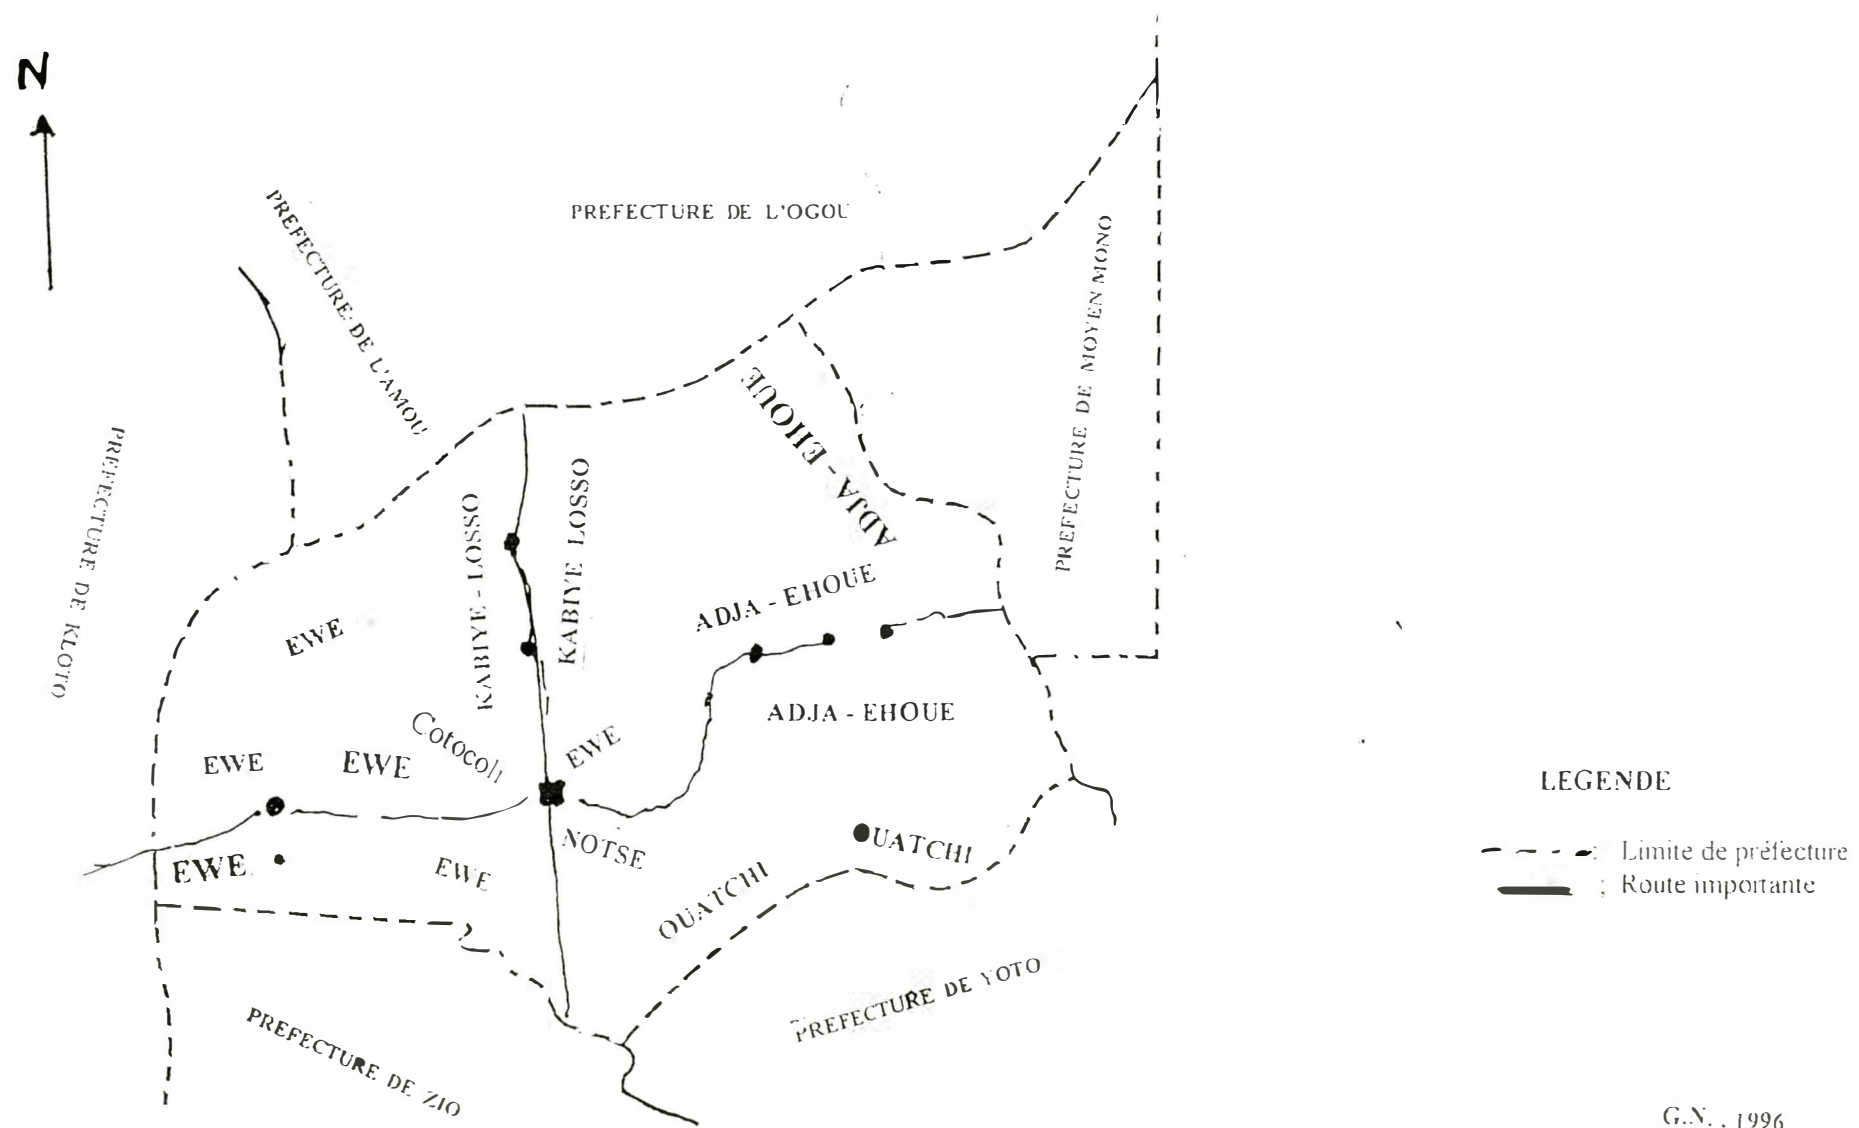 N
PREFECTURE DE L'OGOU
PREFECTURE DE L'AMOU
PREFECTURE DE MOYEN MONO
PREFECTURE DE KLOTO
ADJA - EHOUE
KABIYE - LOSSO
KABIYE LOSSO
ADJA - EHOUE
EWE
ADJA - EHOUE
Cotocoli
EWE
EWE
EWE
NOTSE
EWE
EWE
OUATCHI
OUATCHI
PREFECTURE DE YOTO
PREFECTURE DE ZIO
LEGENDE
: Limite de préfecture
: Route importante
G.N. , 1996